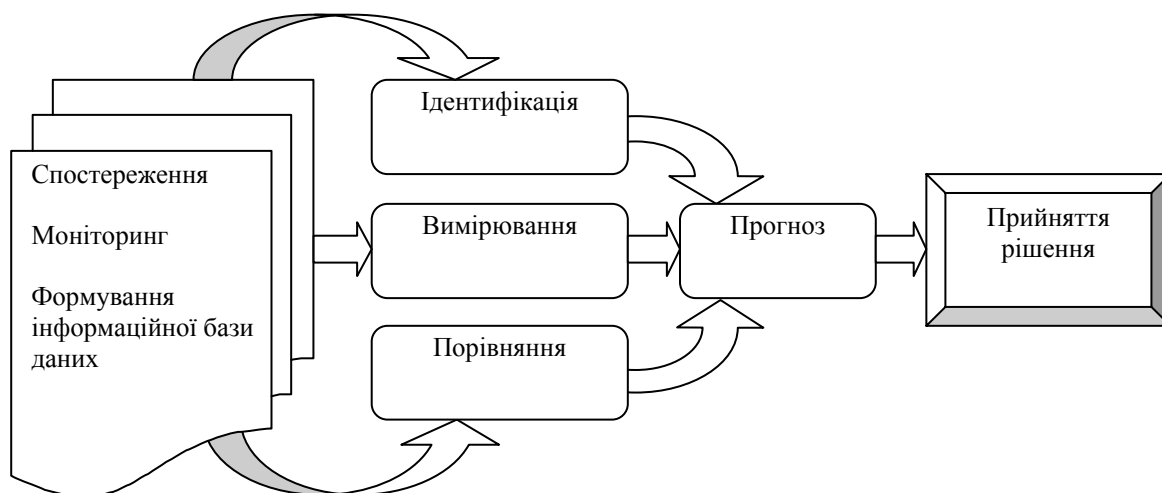 Спостереження
Моніторинг
Формування
інформаційної бази
даних
Ідентифікація
Вимірювання
Порівняння
Прогноз
Прийняття
рішення